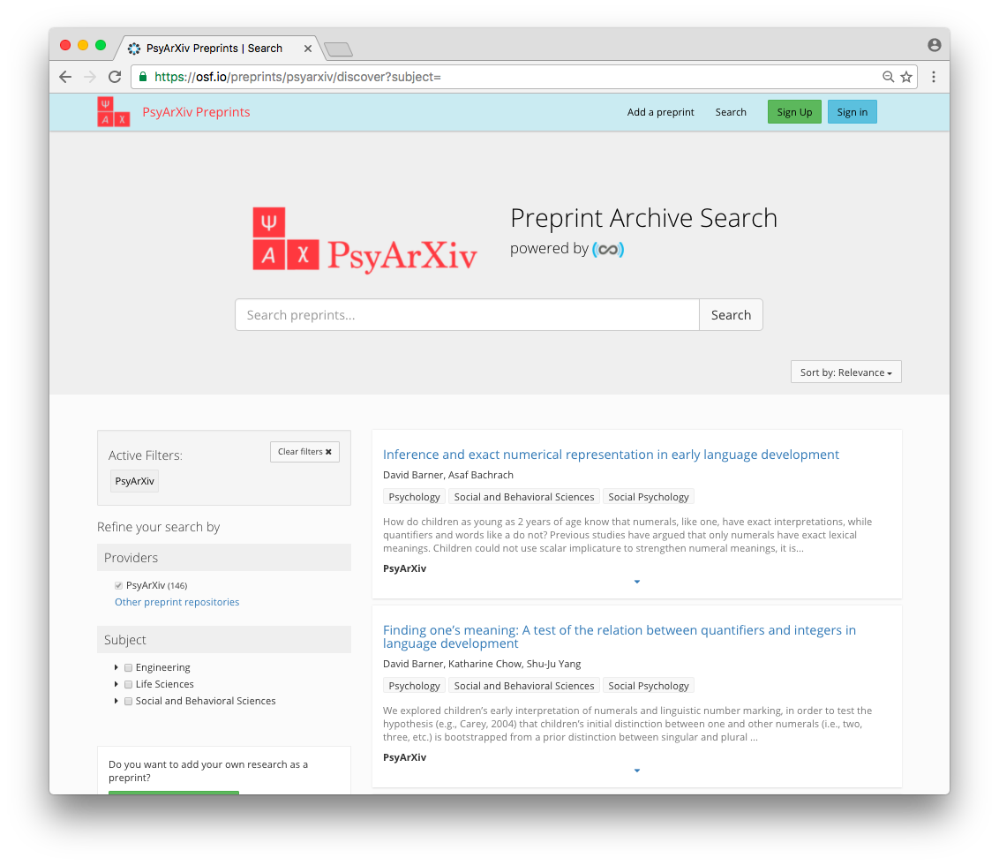 PsyArXiv Preprints | Search
https://osf.io/preprints/psyarxiv/discover?subject=
Ψ
A X
PsyArXiv Preprints
Add a preprint
Search
Sign Up
Sign in
Ψ
A X PsyArXiv
Preprint Archive Search
powered by
Search preprints...
Search
Sort by: Relevance
Active Filters:
Clear filters ✖
PsyArXiv
Refine your search by
Providers
PsyArXiv (146)
Other preprint repositories
Subject
Engineering
Life Sciences
Social and Behavioral Sciences
Do you want to add your own research as a
preprint?
Inference and exact numerical representation in early language development
David Barner, Asaf Bachrach
Psychology Social and Behavioral Sciences Social Psychology
How do children as young as 2 years of age know that numerals, like one, have exact interpretations, while
quantifiers and words like a do not? Previous studies have argued that only numerals have exact lexical
meanings. Children could not use scalar implicature to strengthen numeral meanings, it is...
PsyArXiv
Finding one's meaning: A test of the relation between quantifiers and integers in
language development
David Barner, Katharine Chow, Shu-Ju Yang
Psychology Social and Behavioral Sciences Social Psychology
We explored children's early interpretation of numerals and linguistic number marking, in order to test the
hypothesis (e.g., Carey, 2004) that children's initial distinction between one and other numerals (i.e., two,
three, etc.) is bootstrapped from a prior distinction between singular and plural ...
PsyArXiv